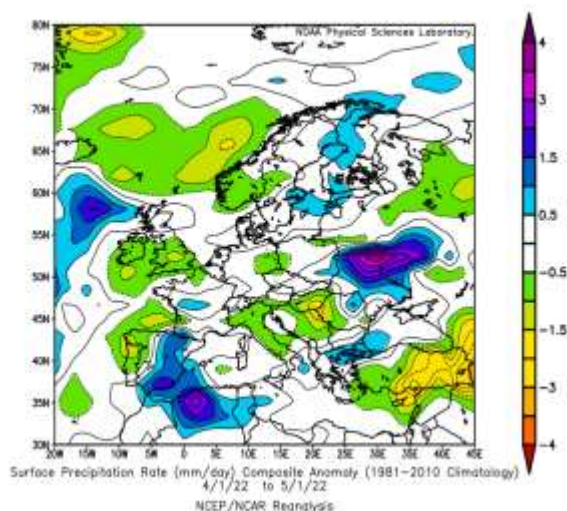 NOAA Physical Sciences Laboratory
80N
75N
70N
65N
60N
55N
50N
45N
40N
35N
30N
20W 15W 10W 5W 0 5E 10E 15E 20E 25E 30E 35E 40E 45E
4
3
1.5
0.5
-0.5
-1.5
-3
-4
Surface Precipitation Rate (mm/day) Composite Anomaly (1981-2010 Climatology)
4/1/22 to 5/1/22
NCEP/NCAR Reanalysis